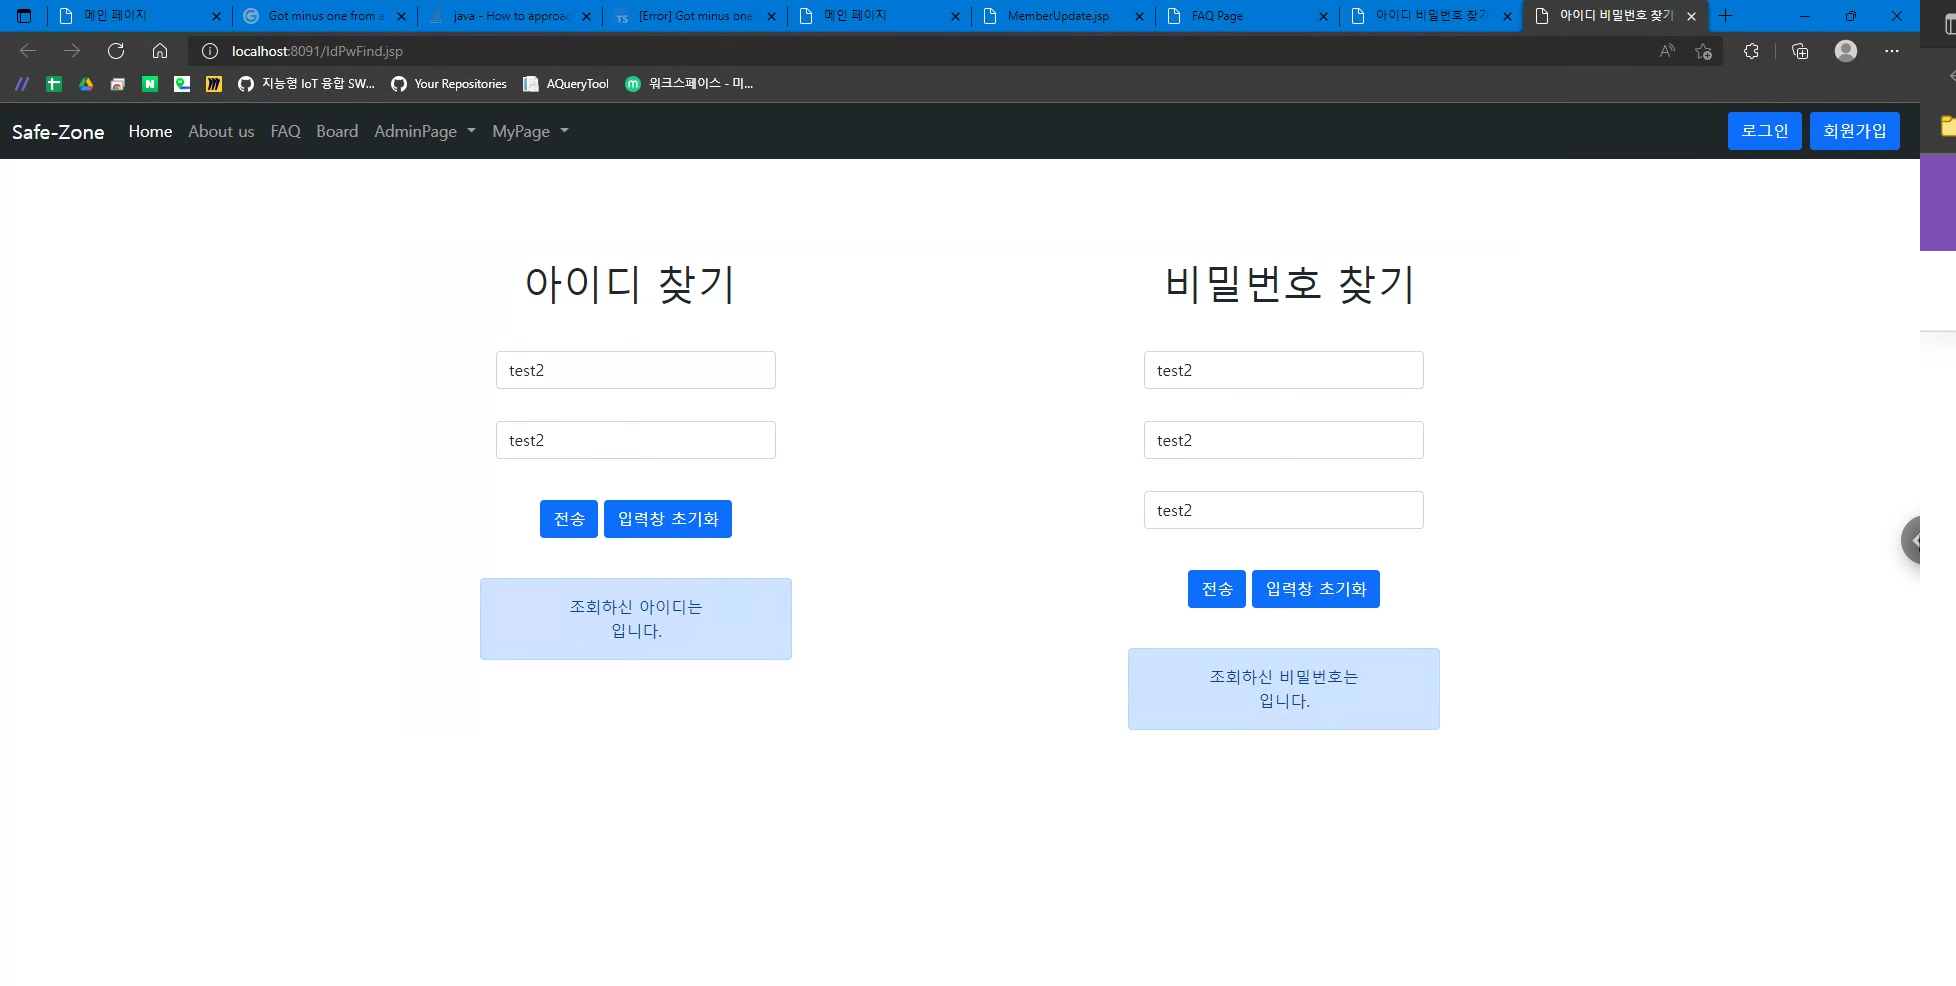 메인 페이지
Got minus one from a
java - How to approac
[Error] Got minus one
메인 페이지
MemberUpdate.jsp
FAQ Page
아이디 비밀번호 찾기
아이디 비밀번호 찾기
localhost:8091/IdPwFind.jsp
지능형 IoT 융합 SW...
Your Repositories
AQueryTool
워크스페이스 - 미...
Safe-Zone
Home
About us
FAQ
Board
AdminPage
MyPage
로그인
회원가입
아이디 찾기
test2
test2
전송
입력창 초기화
조회하신 아이디는
입니다.
비밀번호 찾기
test2
test2
test2
전송
입력창 초기화
조회하신 비밀번호는
입니다.